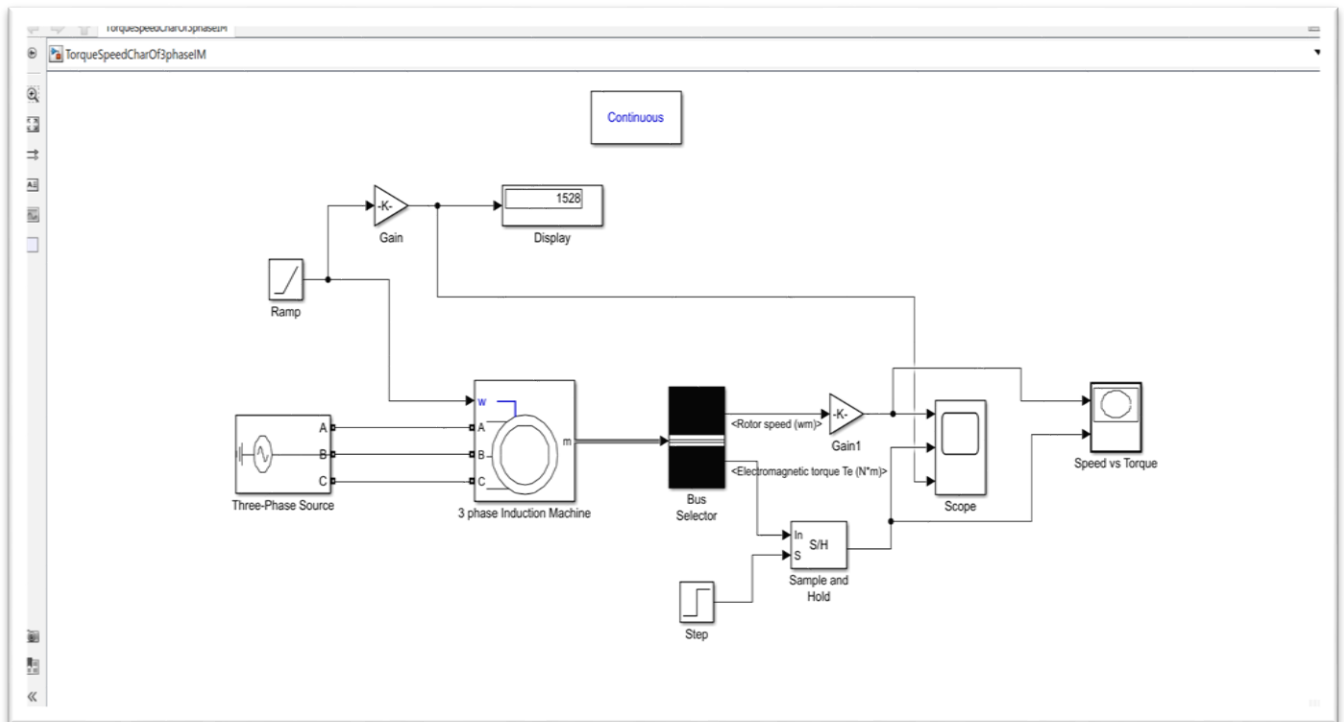 TorqueSpeedCharOf3phaseIM
TorqueSpeedCharOf3phaseIM
Continuous
-K-
1528
Gain
Display
Ramp
w
A
B
C
A
B
C
m
Three-Phase Source
3 phase Induction Machine
Bus
Selector
<Rotor speed (wm)>
<Electromagnetic torque Te (N*m)>
-K-
Gain1
Scope
Speed vs Torque
In
S/H
S
Sample and
Hold
Step